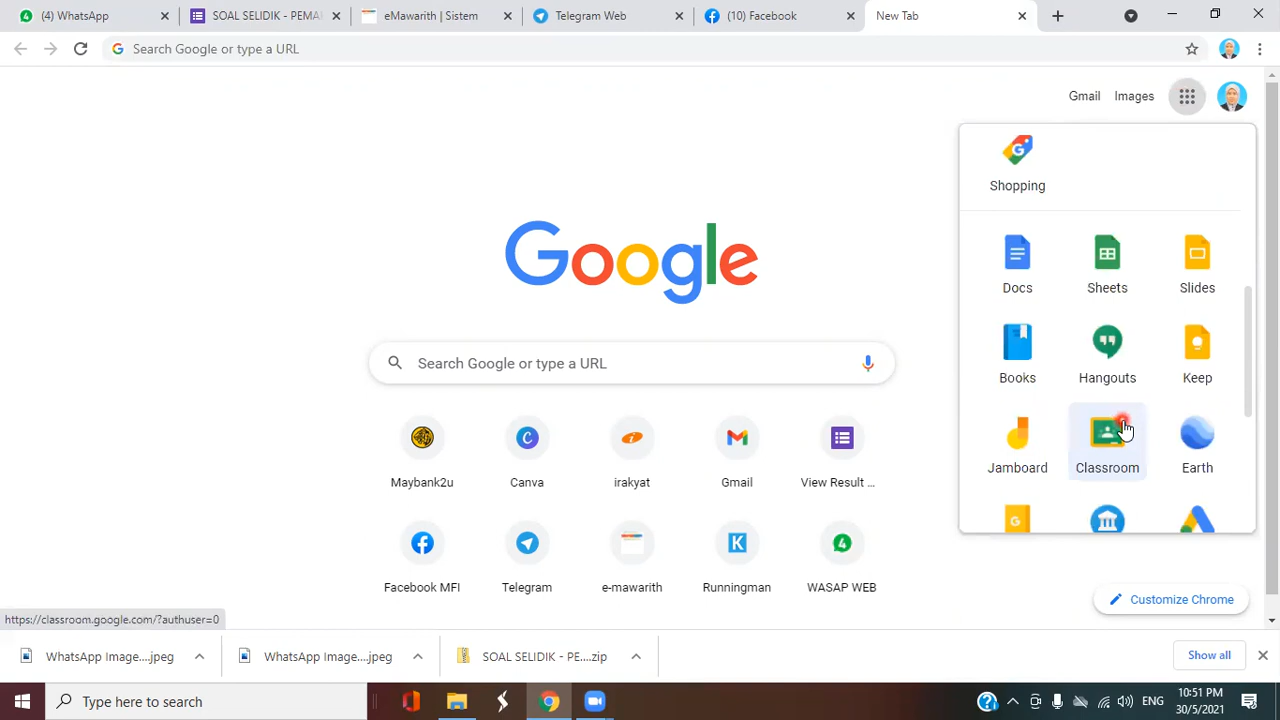 (4) WhatsApp
SOAL SELIDIK - PEMA
eMawarith | Sistem
Telegram Web
(10) Facebook
New Tab
Search Google or type a URL
Gmail
Images
Shopping
Docs
Sheets
Slides
Books
Hangouts
Keep
Jamboard
Classroom
Earth
Google
Search Google or type a URL
Maybank2u
Canva
irakyat
Gmail
View Result ...
Facebook MFI
Telegram
e-mawarith
Runningman
WASAP WEB
Customize Chrome
https://classroom.google.com/?authuser=0
WhatsApp Image....jpeg
WhatsApp Image....jpeg
SOAL SELIDIK - PE....zip
Show all
Type here to search
ENG
10:51 PM
30/5/2021